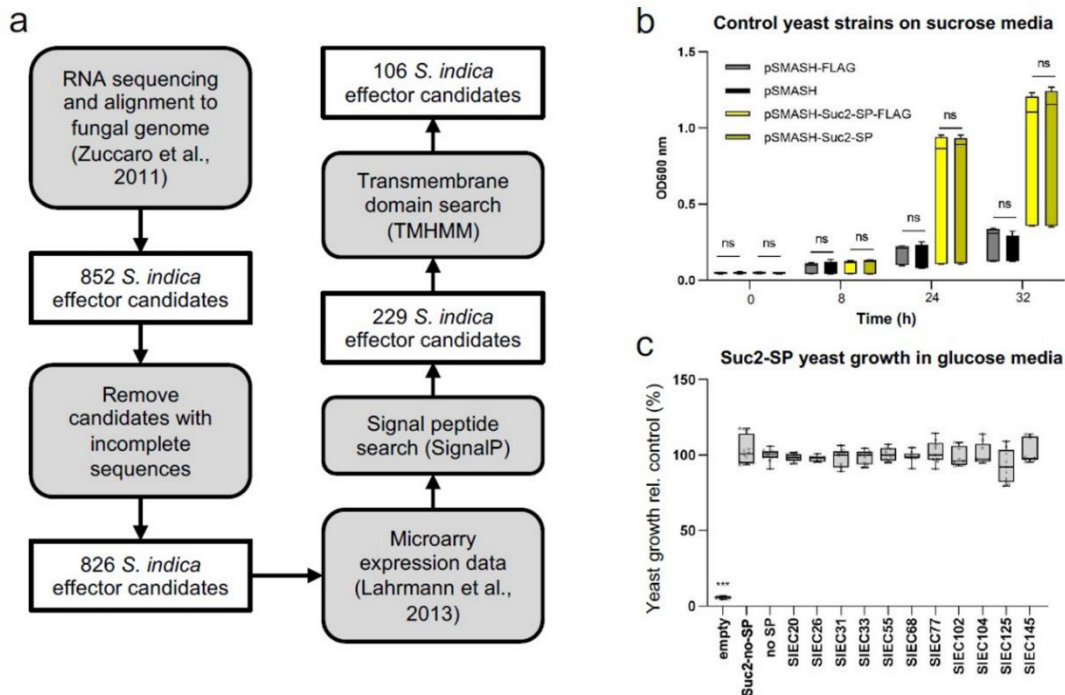 a
RNA sequencing
and alignment to
fungal genome
(Zuccaro et al.,
2011)
852 S. indica
effector candidates
Remove
candidates with
incomplete
sequences
826 S. indica
effector candidates
Microarry
expression data
(Lahrmann et al.,
2013)
Signal peptide
search (SignalP)
229 S. indica
effector candidates
Transmembrane
domain search
(TMHMM)
106 S. indica
effector candidates
b
Control yeast strains on sucrose media
OD600 nm
1.5
1.0
0.5
0.0
pSMASH-FLAG
pSMASH
pSMASH-Suc2-SP-FLAG
pSMASH-Suc2-SP
ns
ns
ns
ns
ns
ns
ns
ns
0
8
24
32
Time (h)
c
Suc2-SP yeast growth in glucose media
Yeast growth rel. control (%)
150
100
50
0
***
empty
Suc2-no-SP
no SP
SIEC20
SIEC26
SIEC31
SIEC33
SIEC55
SIEC68
SIEC77
SIEC102
SIEC104
SIEC125
SIEC145